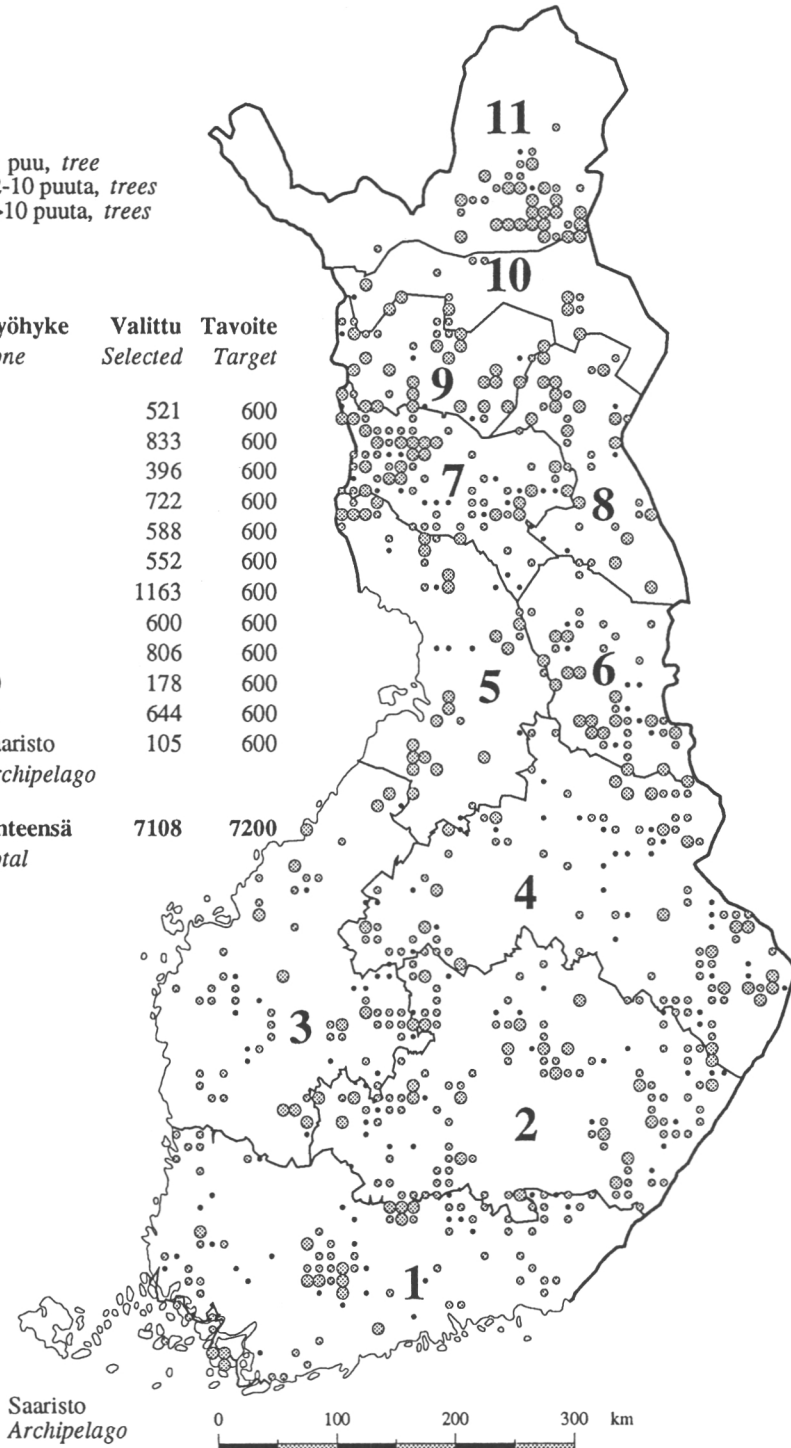 puu, tree
-10 puuta, trees
10 puuta, trees
yöhyke Valittu Tavoite
one Selected Target
521 600
833 600
396 600
722 600
588 600
552 600
1163 600
600 600
806 600
178 600
644 600
aaristo 105 600
rchipelago
hteensä 7108 7200
otal
11
10
9
7
8
5
6
4
3
2
1
Saaristo
Archipelago
0 100 200 300 km